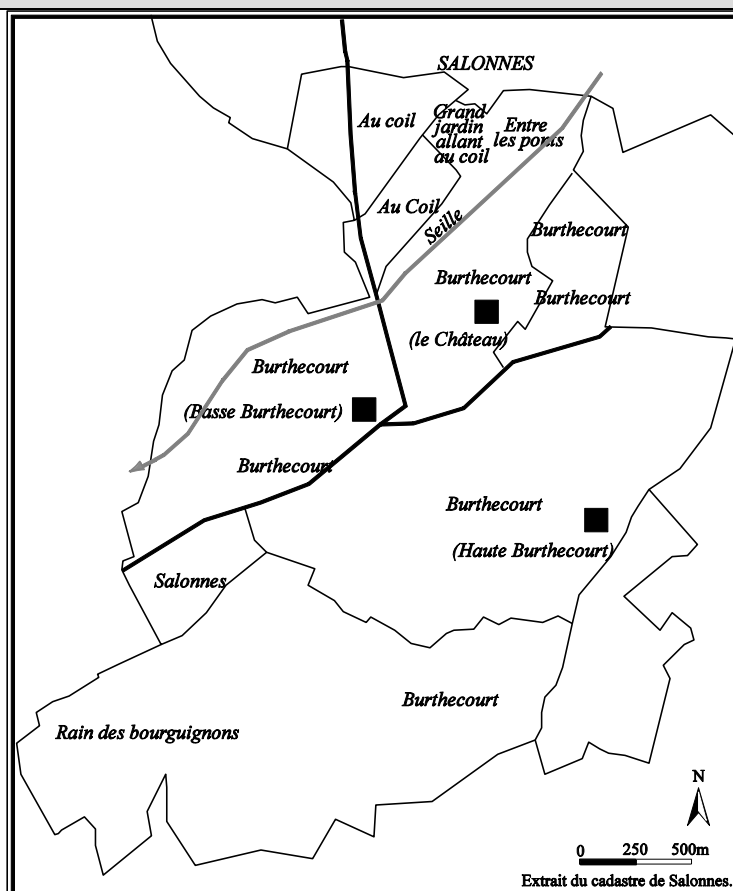 SALONNES
Au coil
Grand
jardin
allant
au coil
Entre
les ponts
Au Coil
Seille
Burthecourt
Burthecourt
Burthecourt
(le Château)
Burthecourt
(Basse Burthecourt)
Burthecourt
Burthecourt
(Haute Burthecourt)
Salonnes
Burthecourt
Rain des bourguignons
N
0 250 500m
Extrait du cadastre de Salonnes.